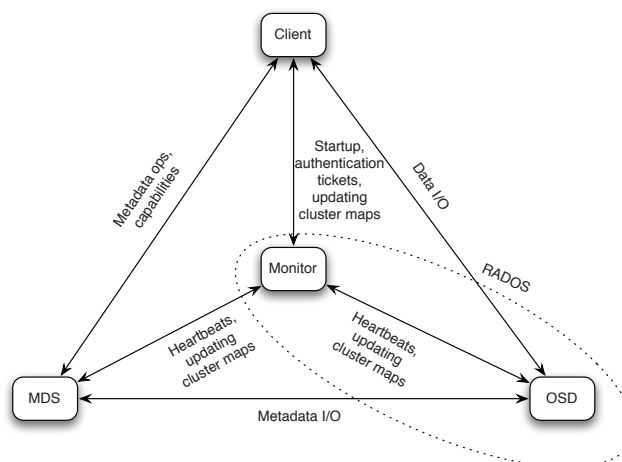 Client
Metadata ops,
capabilities
Startup,
authentication
tickets,
updating
cluster maps
Data I/O
Monitor
RADOS
Heartbeats,
updating
cluster maps
Heartbeats,
updating
cluster maps
MDS
OSD
Metadata I/O